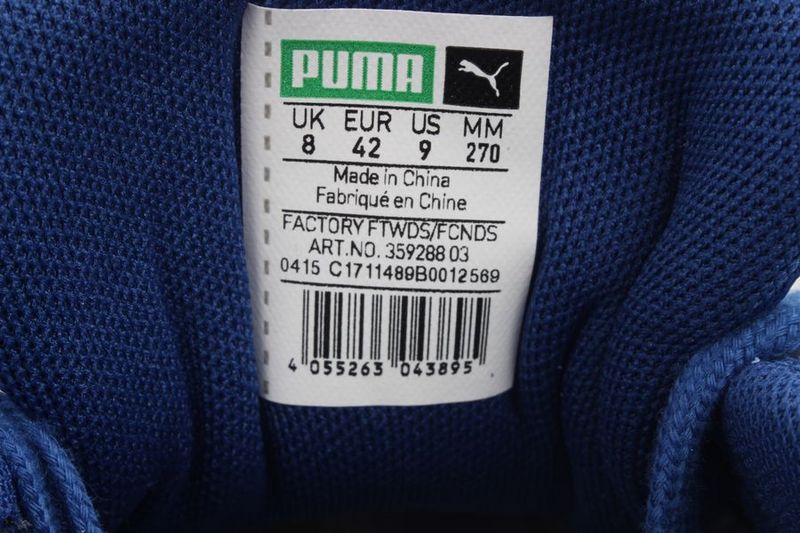 PUMA
UK EUR US MM
8 42 9 270
Made in China
Fabriqué en Chine
FACTORY FTWDS/FCNDS
ART.NO. 359288 03
0415 C1711489B0012569
4 055263 043895